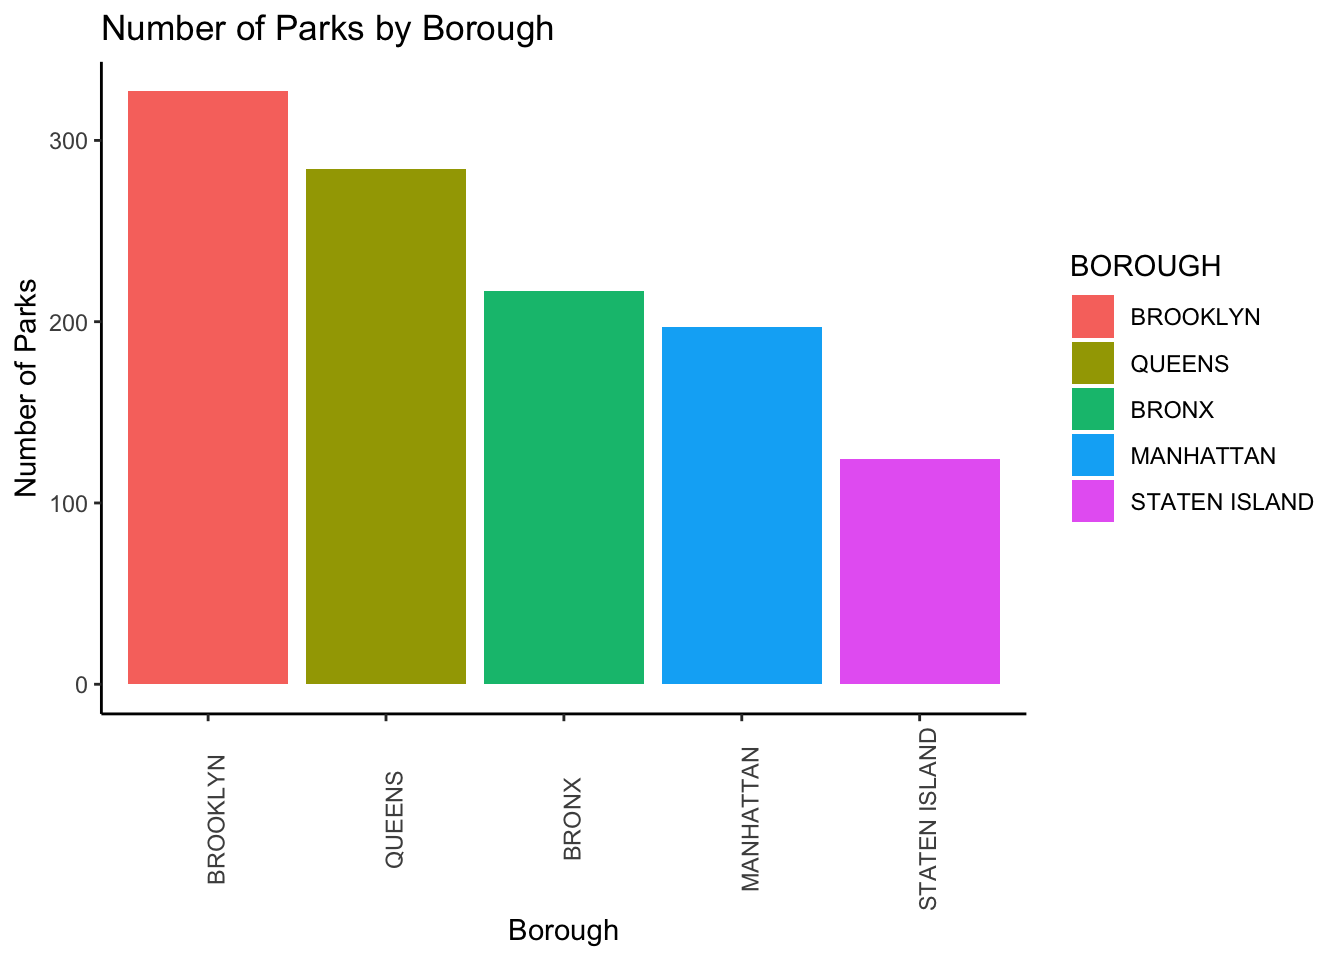 Number of Parks by Borough
Number of Parks
300
200
100
0
BROOKLYN
QUEENS
BRONX
MANHATTAN
STATEN ISLAND
Borough
BOROUGH
BROOKLYN
QUEENS
BRONX
MANHATTAN
STATEN ISLAND